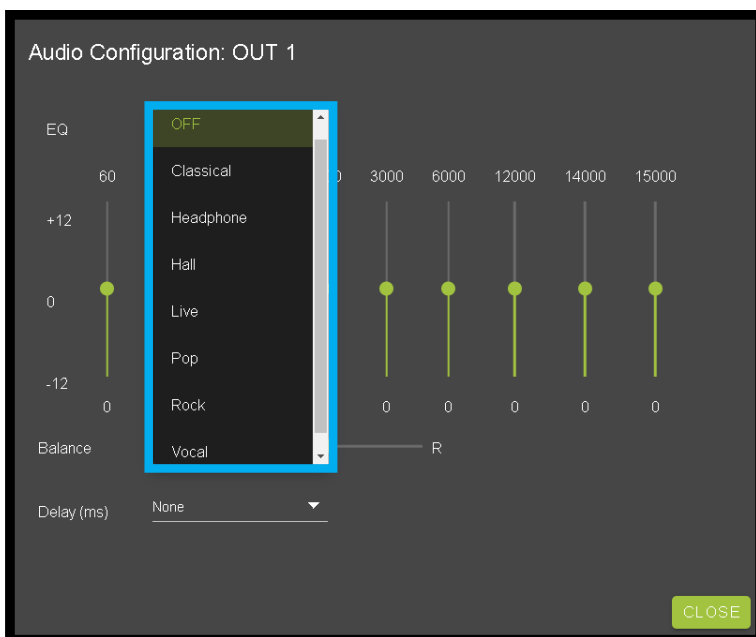 Audio Configuration: OUT 1
EQ
OFF
Classical
Headphone
Hall
Live
Pop
Rock
Vocal
60 3000 6000 12000 14000 15000
+12
0
-12
0 0 0 0 0 0
Balance R
Delay (ms) None
CLOSE